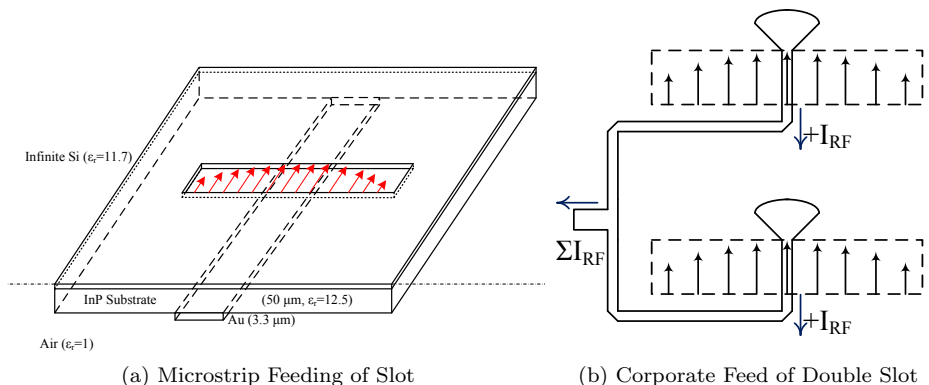 Infinite Si (εr=11.7)
InP Substrate
(50 μm, εr=12.5)
Au (3.3 μm)
Air (εr=1)
(a) Microstrip Feeding of Slot
+IRF
ΣIRF
+IRF
(b) Corporate Feed of Double Slot